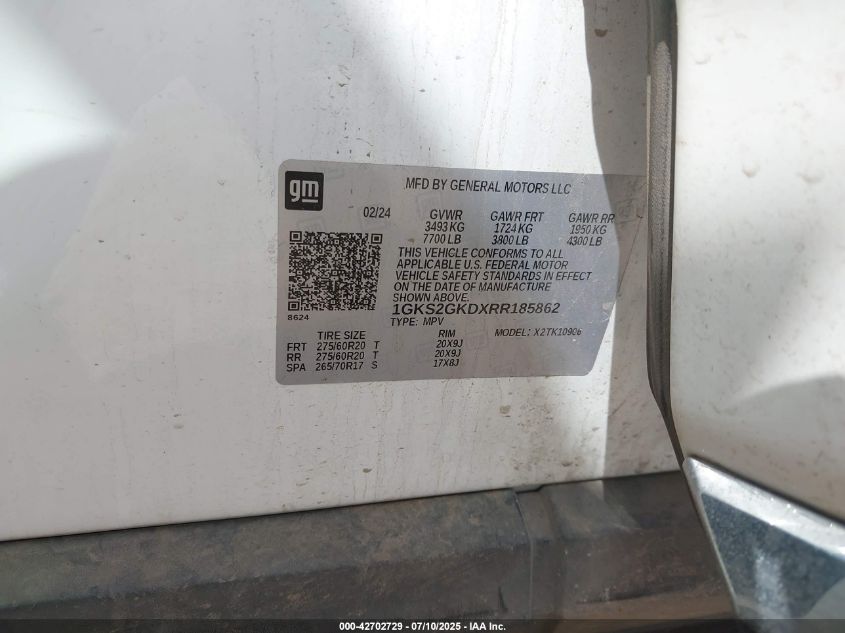 gm
MFD BY GENERAL MOTORS LLC
02/24 GVWR GAWR FRT GAWR RR
3493 KG 1724 KG 1950 KG
7700 LB 3800 LB 4300 LB
THIS VEHICLE CONFORMS TO ALL
APPLICABLE U.S. FEDERAL MOTOR
VEHICLE SAFETY STANDARDS IN EFFECT
ON THE DATE OF MANUFACTURE
SHOWN ABOVE.
8624
1GKS2GKDXRR185862
TYPE: MPV MODEL: X2TK10906
TIRE SIZE RIM
FRT 275/60R20 T 20X9J
RR 275/60R20 T 20X9J
SPA 265/70R17 S 17X8J
000-42702729 - 07/10/2025 - IAA Inc.